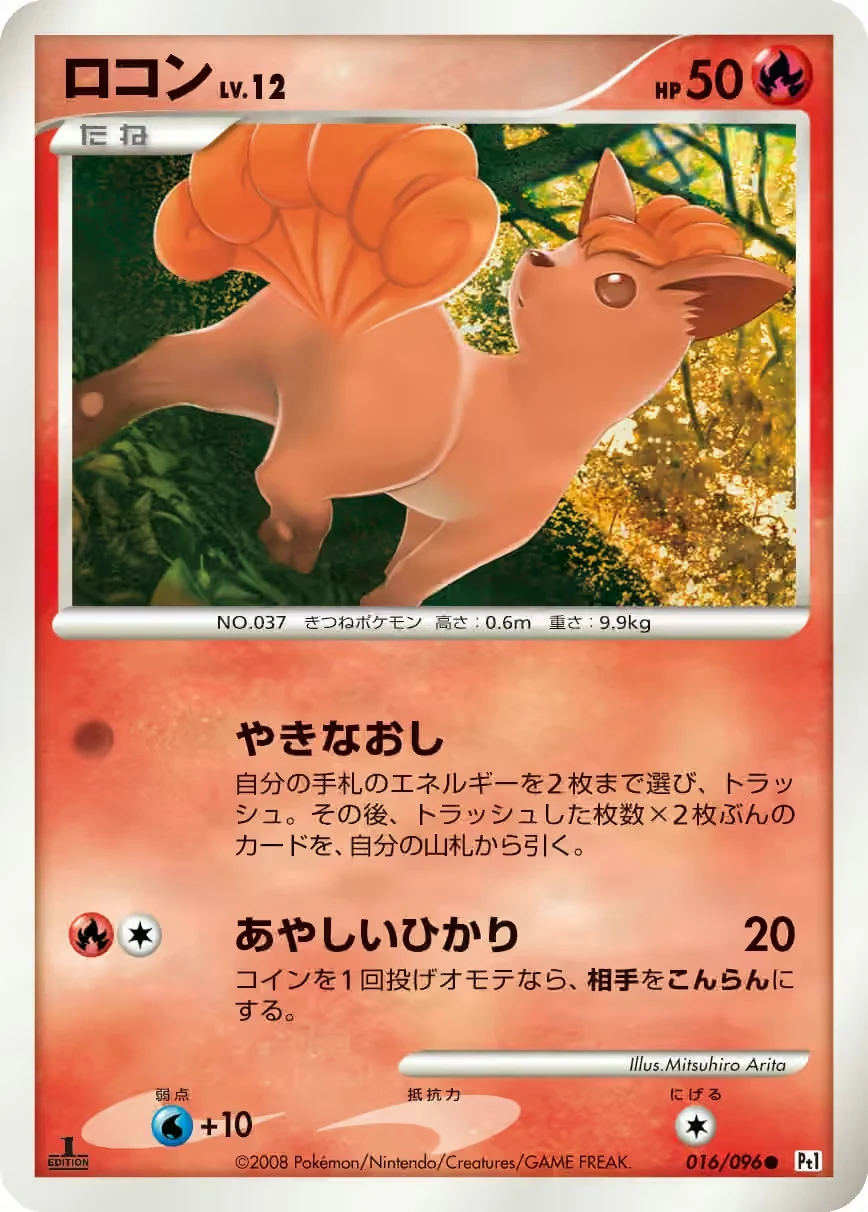 ロコン LV.12 HP 50
たね
NO.037 きつねポケモン 高さ:0.6m 重さ:9.9kg
やきなおし
自分の手札のエネルギーを2枚まで選び、トラッ
シュ。その後、トラッシュした枚数×2枚ぶんの
カードを、自分の山札から引く。
あやしいひかり 20
コインを1回投げオモテなら、相手をこんらんに
する。
Illus.Mitsuhiro Arita
弱点 抵抗力 にげる
+10
1 EDITION
©2008 Pokémon/Nintendo/Creatures/GAME FREAK. 016/096 Pt1